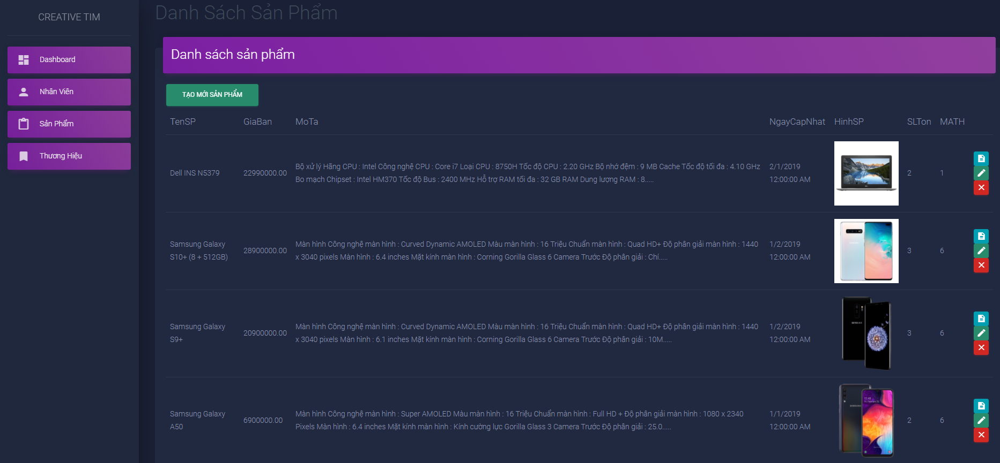 CREATIVE TIM
Dashboard
Nhân Viên
Sản Phẩm
Thương Hiệu
Danh Sách Sản Phẩm
Danh sách sản phẩm
TẠO MỚI SẢN PHẨM
TenSP GiaBan MoTa NgayCapNhat HinhSP SLTon MATH
Dell INS N5379 22990000.00 Bộ xử lý Hãng CPU : Intel Công nghệ CPU : Core i7 Loại CPU : 8750H Tốc độ CPU : 2.20 GHz Bộ nhớ đệm : 9 MB Cache Tốc độ tối đa : 4.10 GHz
Bo mạch Chipset : Intel HM370 Tốc độ Bus : 2400 MHz Hỗ trợ RAM tối đa : 32 GB RAM Dung lượng RAM : 8.....
2/1/2019
12:00:00 AM
2 1
Samsung Galaxy
S10+ (8 + 512GB)
28900000.00
Màn hình Công nghệ màn hình : Curved Dynamic AMOLED Màu màn hình : 16 Triệu Chuẩn màn hình : Quad HD+ Độ phân giải màn hình : 1440
x 3040 pixels Màn hình : 6.4 inches Mặt kính màn hình : Corning Gorilla Glass 6 Camera Trước Độ phân giải : Chí.....
1/2/2019
12:00:00 AM
3 6
Samsung Galaxy
S9+
20900000.00
Màn hình Công nghệ màn hình : Curved Dynamic AMOLED Màu màn hình : 16 Triệu Chuẩn màn hình : Quad HD+ Độ phân giải màn hình : 1440
x 3040 pixels Màn hình : 6.1 inches Mặt kính màn hình : Corning Gorilla Glass 6 Camera Trước Độ phân giải : 10M.....
1/2/2019
12:00:00 AM
3 6
Samsung Galaxy
A50
6900000.00
Màn hình Công nghệ màn hình : Super AMOLED Màu màn hình : 16 Triệu Chuẩn màn hình : Full HD + Độ phân giải màn hình : 1080 x 2340
Pixels Màn hình : 6.4 inches Mặt kính màn hình : Kính cường lực Gorilla Glass 3 Camera Trước Độ phân giải : 25.0.....
1/1/2019
12:00:00 AM
2 6